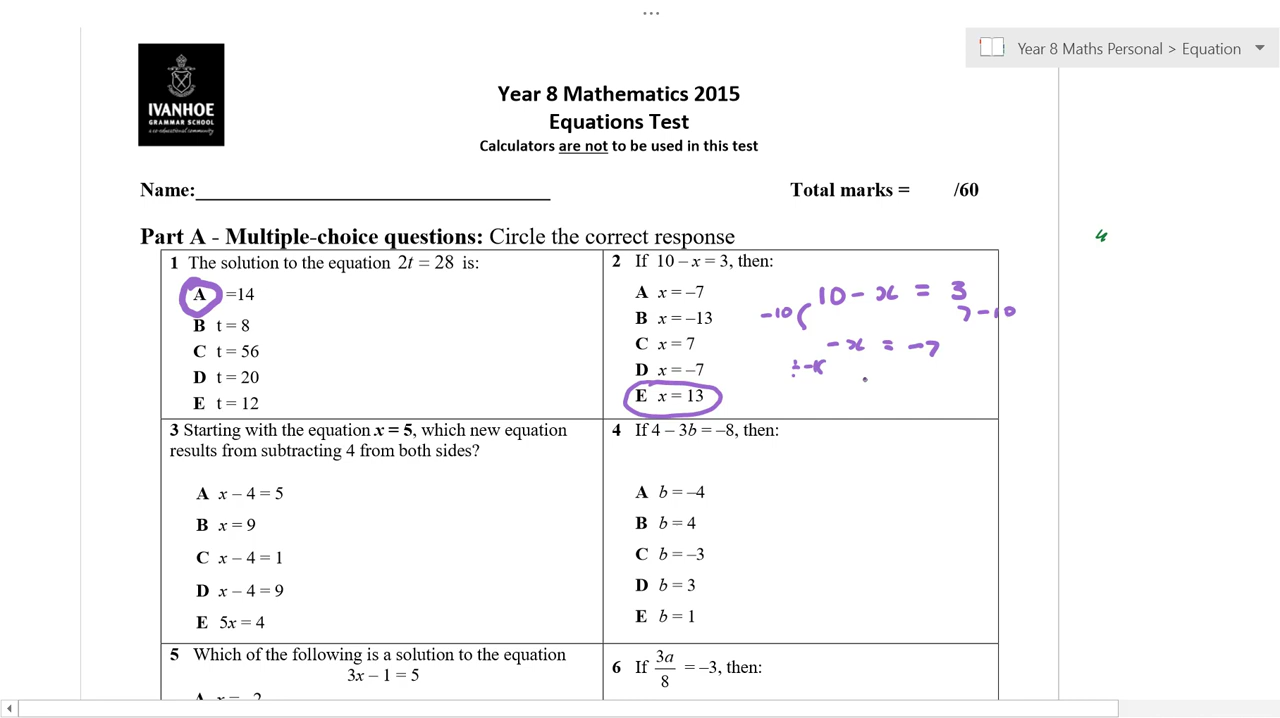 ...
Year 8 Maths Personal > Equation
IVANHOE
GRAMMAR SCHOOL
a co-educational community
Year 8 Mathematics 2015
Equations Test
Calculators are not to be used in this test
Name:
Total marks = /60
Part A - Multiple-choice questions: Circle the correct response
4
1 The solution to the equation 2t = 28 is:
A =14
B t = 8
C t = 56
D t = 20
E t = 12
2 If 10 – x = 3, then:
A x = –7
B x = –13
C x = 7
D x = –7
E x = 13
10 - x = 3
-10
-10
-x = -7
3 Starting with the equation x = 5, which new equation
results from subtracting 4 from both sides?
A x – 4 = 5
B x = 9
C x – 4 = 1
D x – 4 = 9
E 5x = 4
4 If 4 – 3b = –8, then:
A b = –4
B b = 4
C b = –3
D b = 3
E b = 1
5 Which of the following is a solution to the equation
3x – 1 = 5
6 If 3a/8 = –3, then: